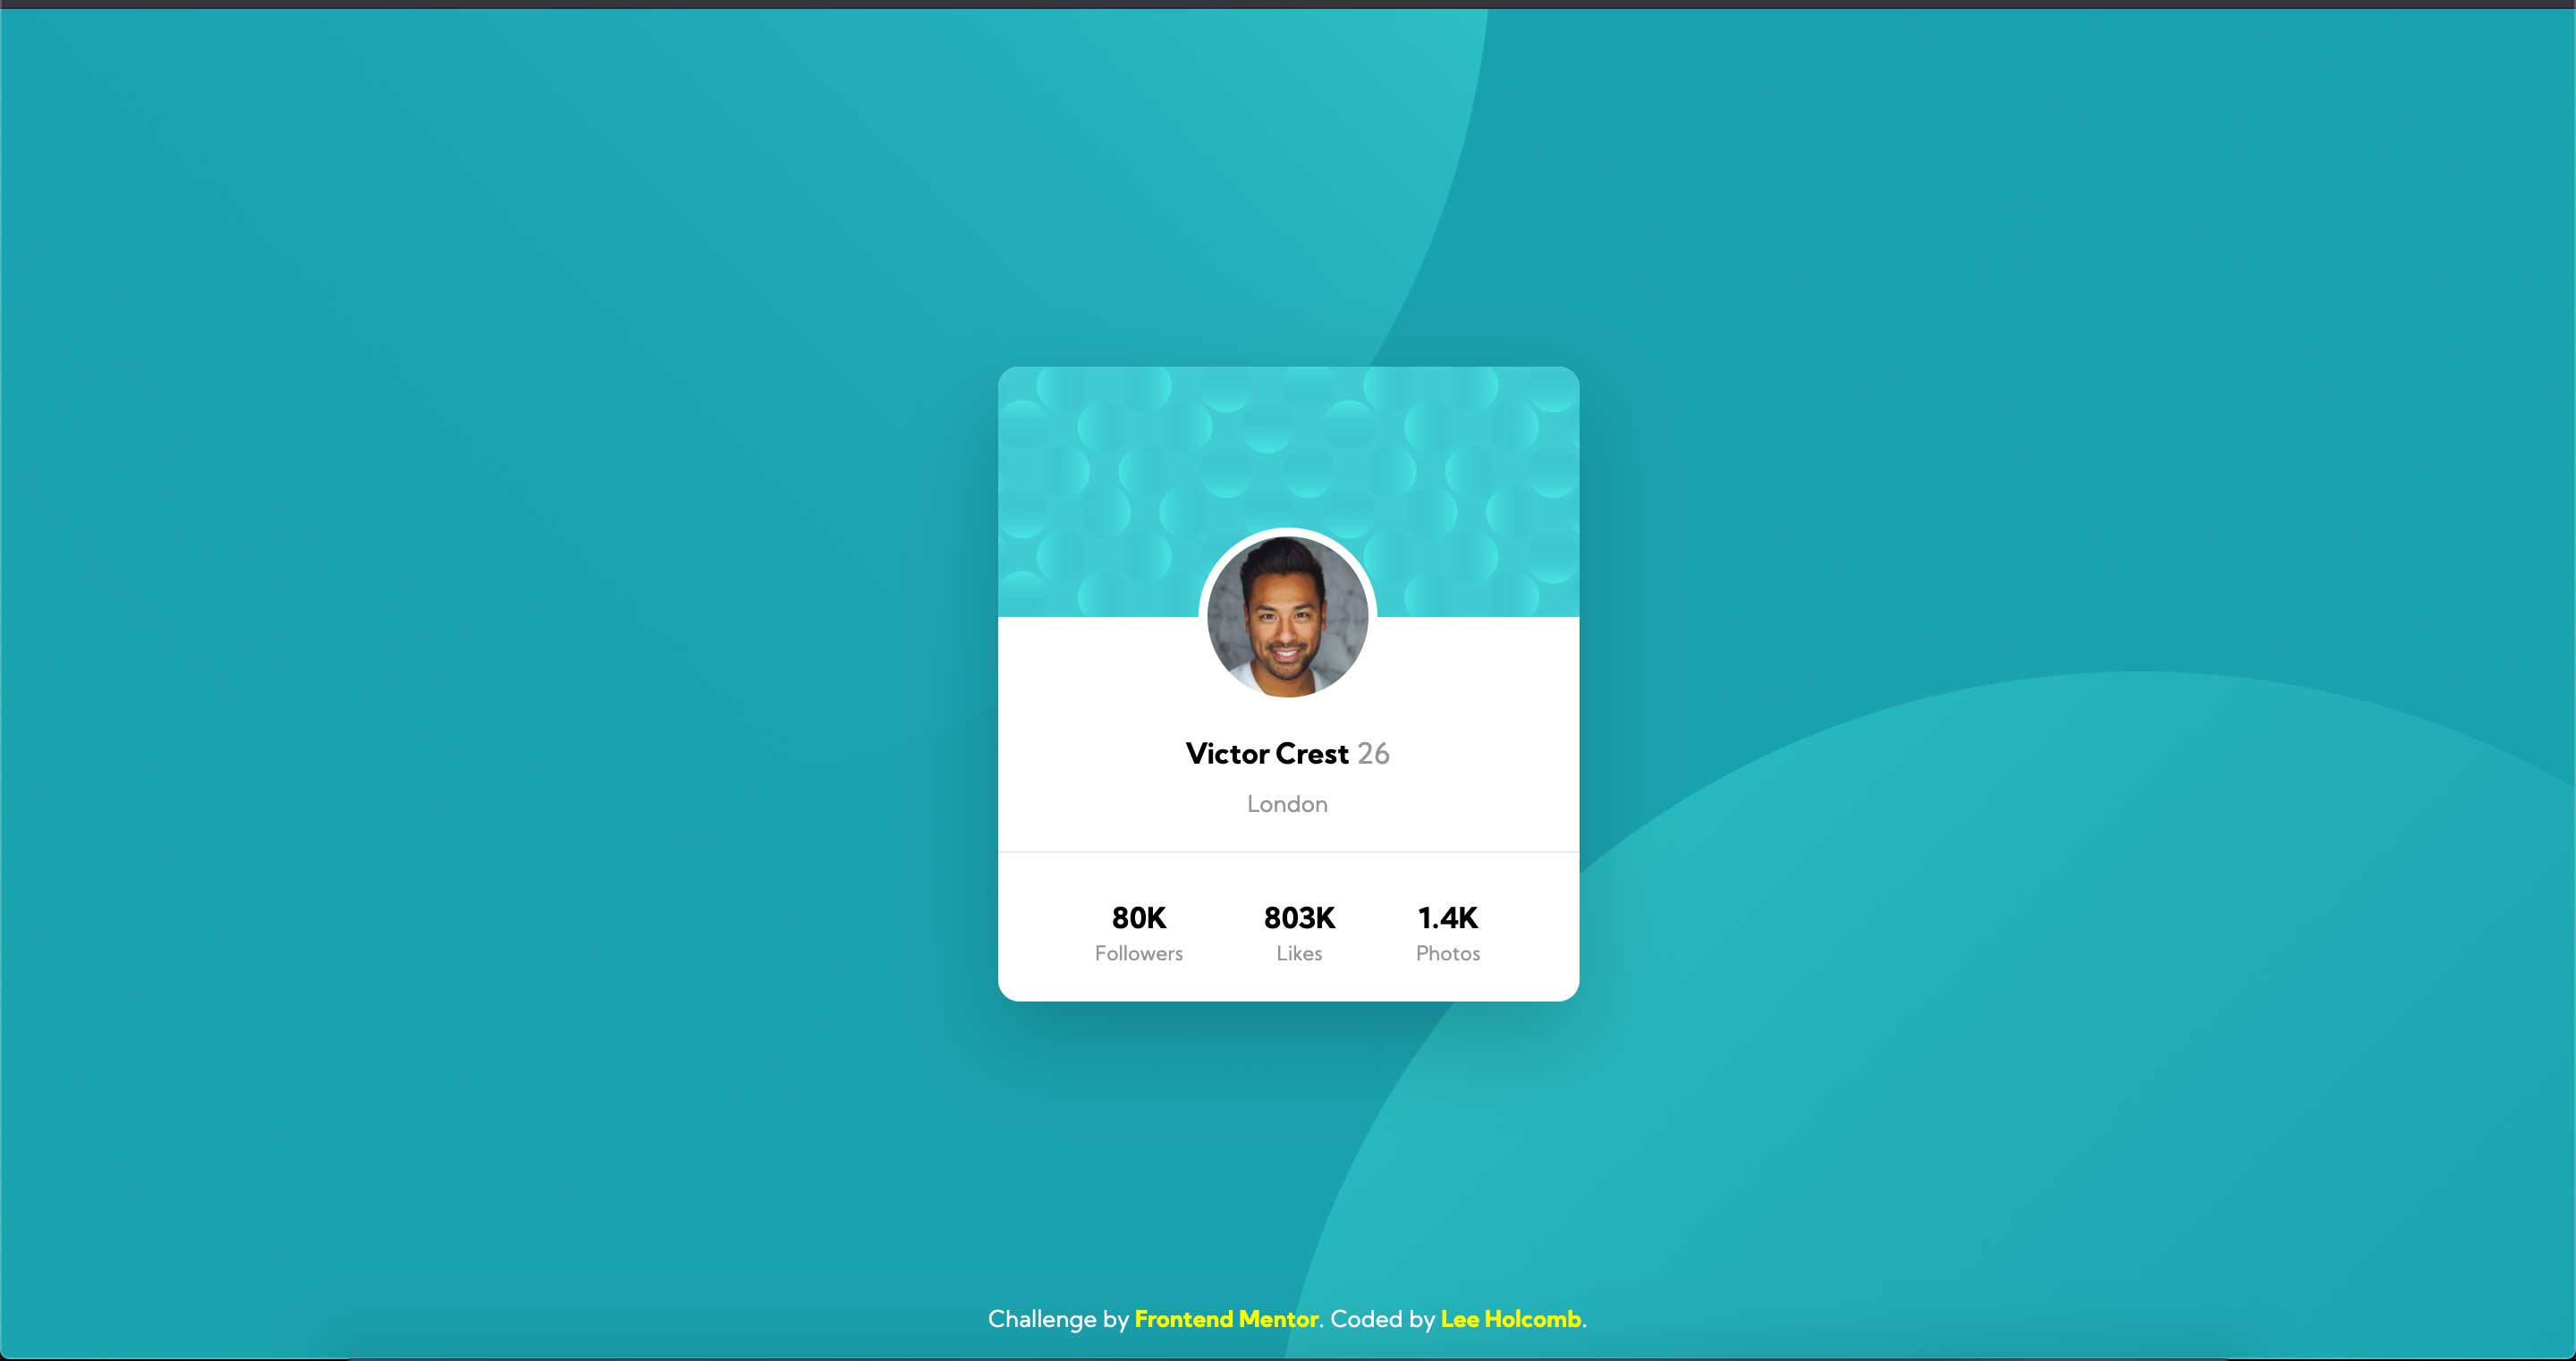 Victor Crest 26
London
80K 803K 1.4K
Followers Likes Photos
Challenge by Frontend Mentor. Coded by Lee Holcomb.